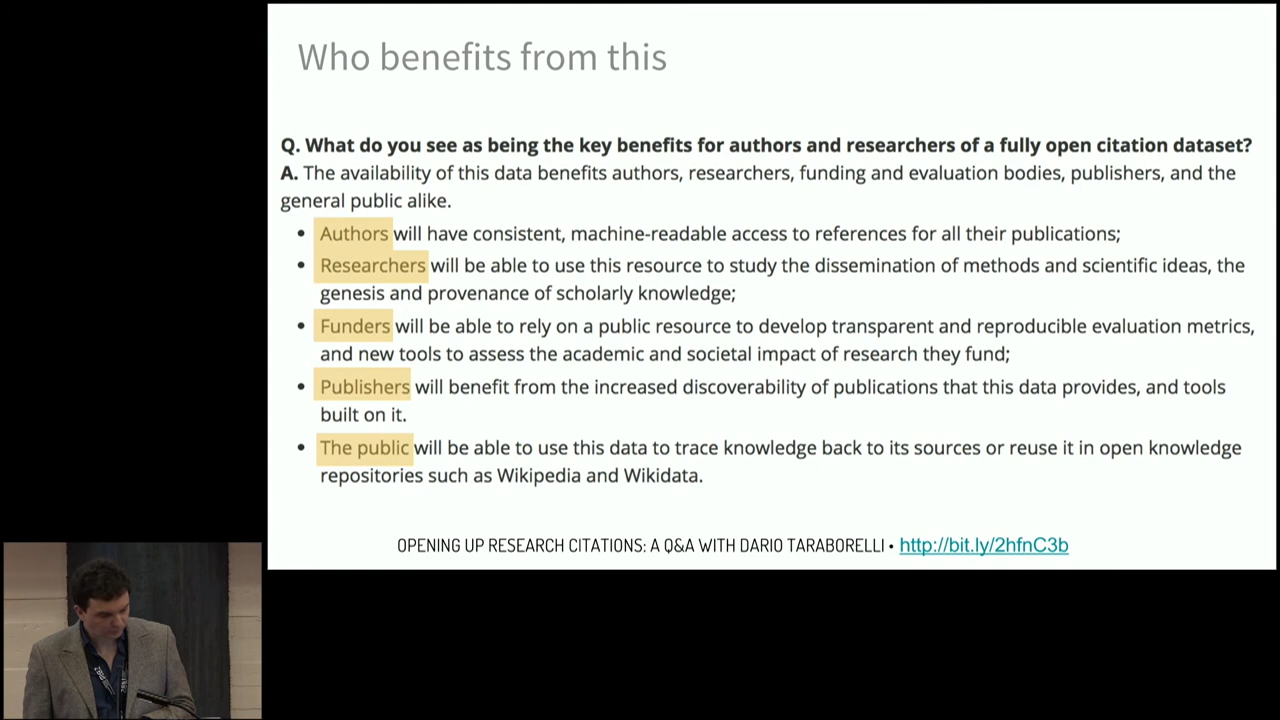 Who benefits from this
Q. What do you see as being the key benefits for authors and researchers of a fully open citation dataset?
A. The availability of this data benefits authors, researchers, funding and evaluation bodies, publishers, and the
general public alike.
• Authors will have consistent, machine-readable access to references for all their publications;
• Researchers will be able to use this resource to study the dissemination of methods and scientific ideas, the
genesis and provenance of scholarly knowledge;
• Funders will be able to rely on a public resource to develop transparent and reproducible evaluation metrics,
and new tools to assess the academic and societal impact of research they fund;
• Publishers will benefit from the increased discoverability of publications that this data provides, and tools
built on it.
• The public will be able to use this data to trace knowledge back to its sources or reuse it in open knowledge
repositories such as Wikipedia and Wikidata.
OPENING UP RESEARCH CITATIONS: A Q&A WITH DARIO TARABORELLI • http://bit.ly/2hfnC3b